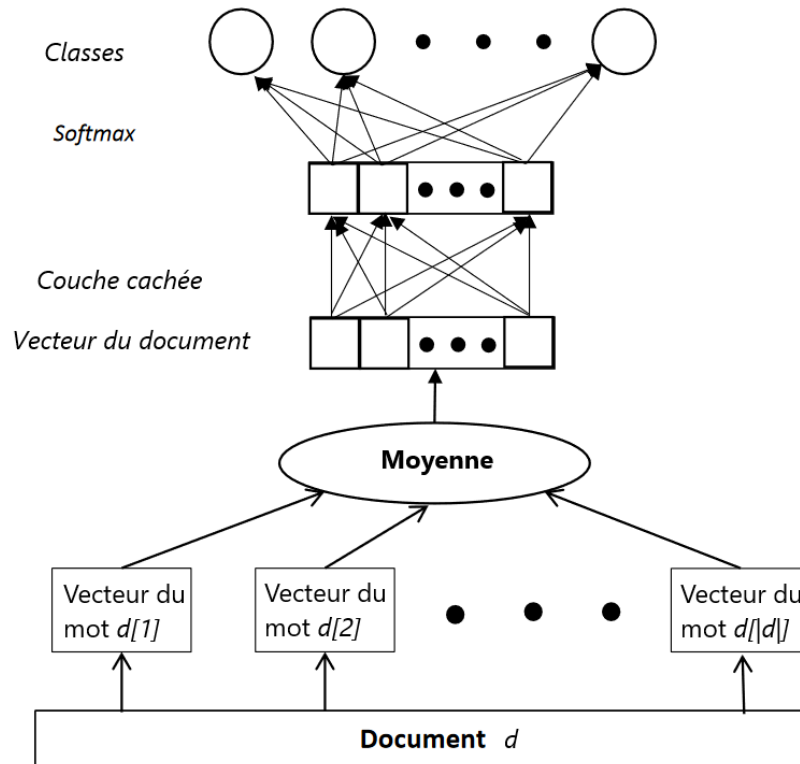 Classes
Softmax
Couche cachée
Vecteur du document
Moyenne
Vecteur du
mot d[1]
Vecteur du
mot d[2]
Vecteur du
mot d[|d|]
Document d